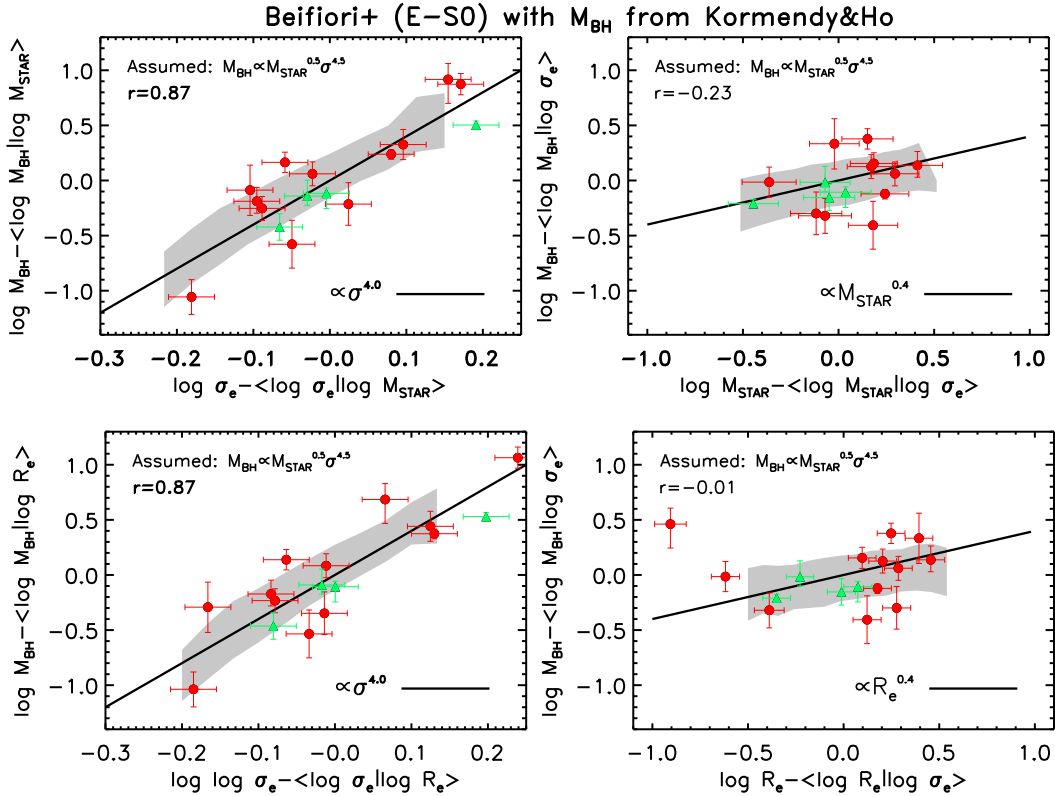 Beifiori+ (E-S0) with M_BH from Kormendy&Ho
log M_BH-<log M_BH|log M_STAR>
1.0
0.5
0.0
-0.5
-1.0
Assumed: M_BH∝M_STAR^0.5σ^4.5
r=0.87
∝σ^4.0
-0.3 -0.2 -0.1 -0.0 0.1 0.2
log σ_e-<log σ_e|log M_STAR>
log M_BH-<log M_BH|log σ_e>
1.0
0.5
0.0
-0.5
-1.0
Assumed: M_BH∝M_STAR^0.5σ^4.5
r=-0.23
∝M_STAR^0.4
-1.0 -0.5 0.0 0.5 1.0
log M_STAR-<log M_STAR|log σ_e>
log M_BH-<log M_BH|log R_e>
1.0
0.5
0.0
-0.5
-1.0
Assumed: M_BH∝M_STAR^0.5σ^4.5
r=0.87
∝σ^4.0
-0.3 -0.2 -0.1 -0.0 0.1 0.2
log log σ_e-<log σ_e|log R_e>
log M_BH-<log M_BH|log σ_e>
1.0
0.5
0.0
-0.5
-1.0
Assumed: M_BH∝M_STAR^0.5σ^4.5
r=-0.01
∝R_e^0.4
-1.0 -0.5 0.0 0.5 1.0
log R_e-<log R_e|log σ_e>